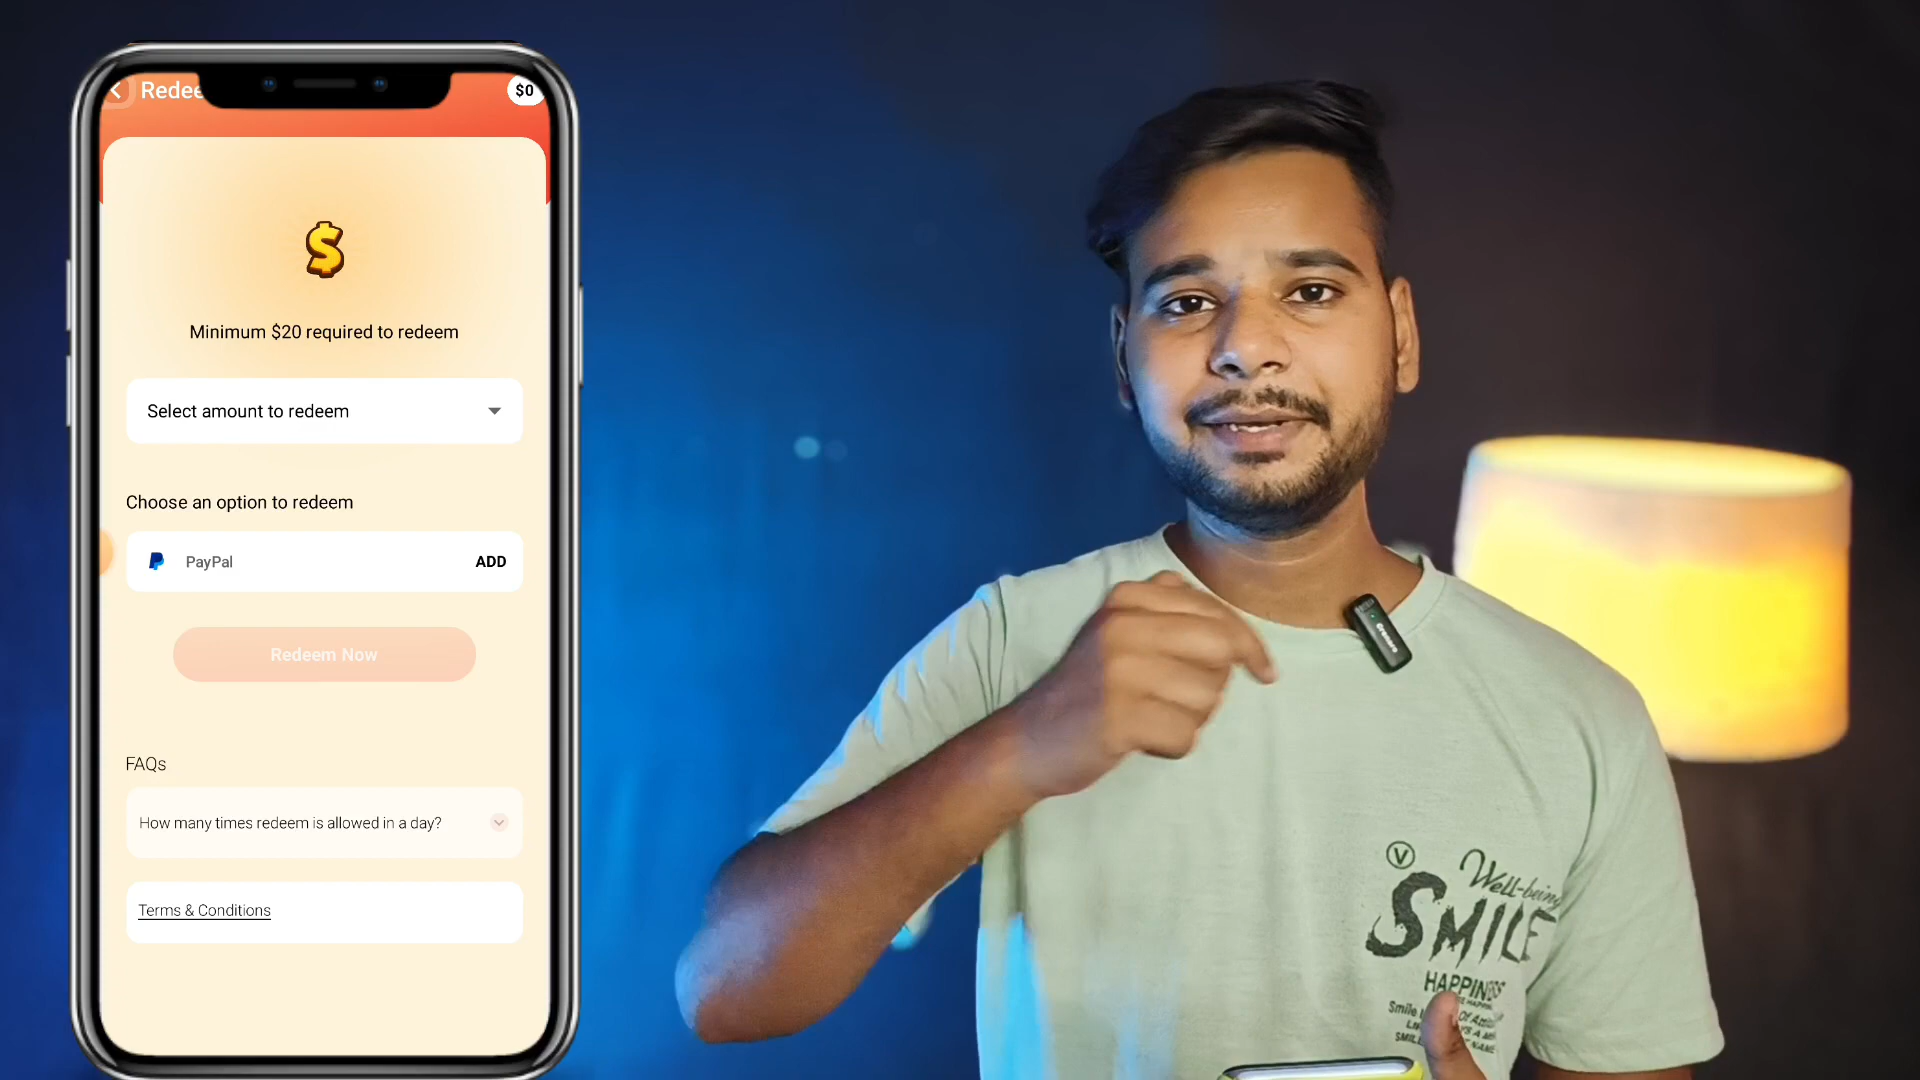 Redee
$0
Minimum $20 required to redeem
Select amount to redeem
Choose an option to redeem
PayPal ADD
Redeem Now
FAQs
How many times redeem is allowed in a day?
Terms & Conditions
V
Well-being
SMILE
HAPPINESS
Smile